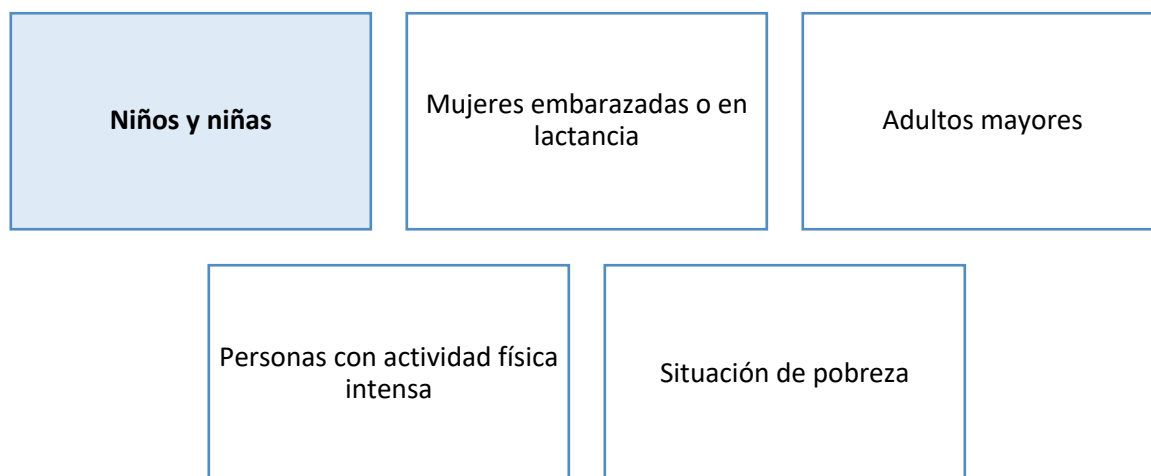 Niños y niñas
Mujeres embarazadas o en
lactancia
Adultos mayores
Personas con actividad física
intensa
Situación de pobreza